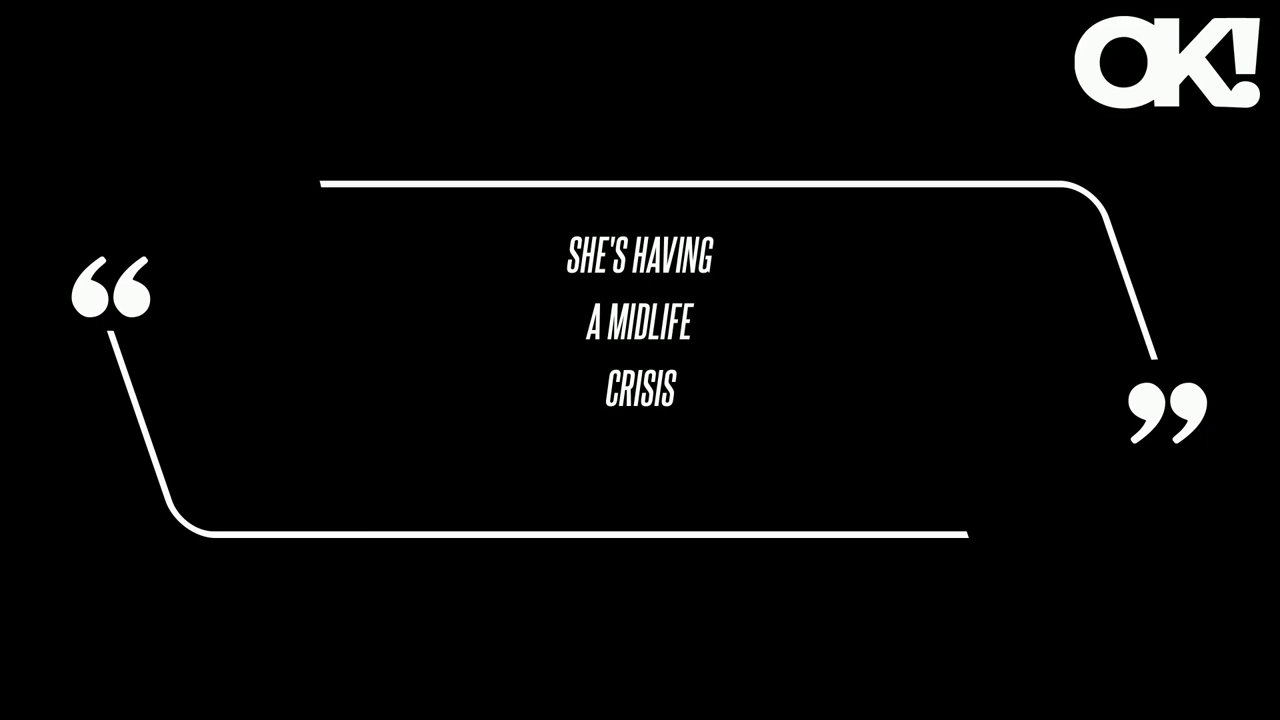 OK!
“
SHE'S HAVING
A MIDLIFE
CRISIS
”